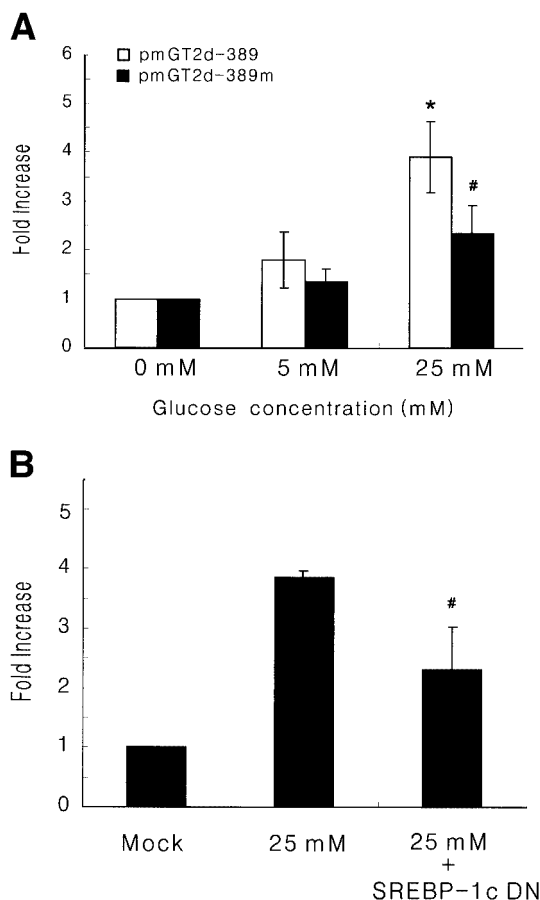 A
6
5
4
3
2
1
0
Fold Increase
pmGT2d-389
pmGT2d-389m
*
#
0 mM 5 mM 25 mM
Glucose concentration (mM)
B
5
4
3
2
1
0
Fold Increase
#
Mock 25 mM 25 mM
+
SREBP-1c DN